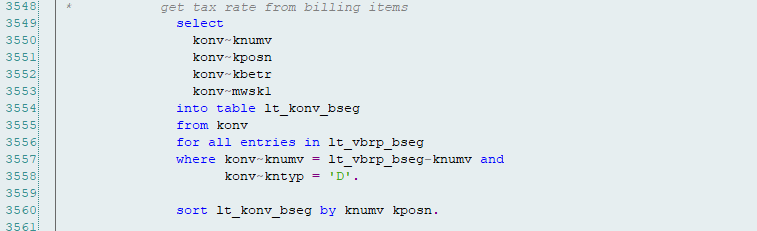 3548 * get tax rate from billing items
3549 select
3550 konv~knumv
3551 konv~kposn
3552 konv~kbetr
3553 konv~mwsk1
3554 into table lt_konv_bseg
3555 from konv
3556 for all entries in lt_vbrp_bseg
3557 where konv~knumv = lt_vbrp_bseg-knumv and
3558 konv~kntyp = 'D'.
3559
3560 sort lt_konv_bseg by knumv kposn.
3561